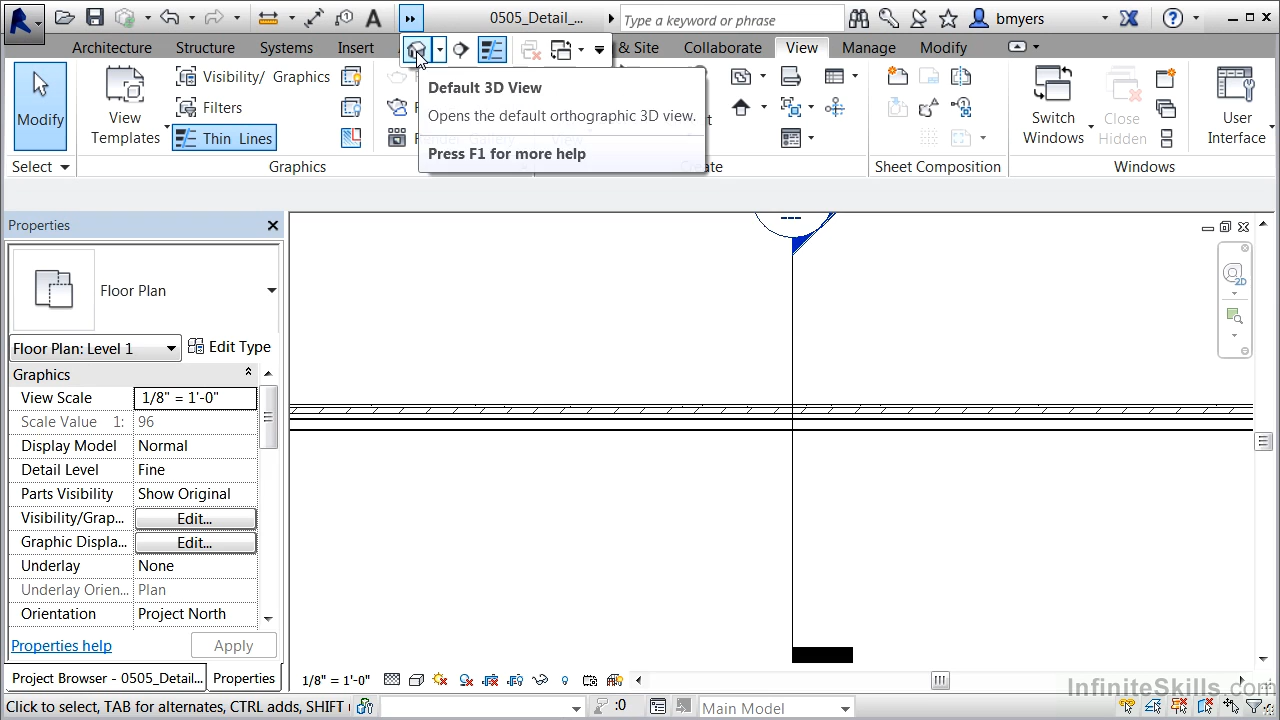 0505_Detail_...
Type a keyword or phrase
bmyers
Architecture Structure Systems Insert & Site Collaborate View Manage Modify
Modify
View Templates
Visibility/ Graphics
Filters
Thin Lines
Default 3D View
Opens the default orthographic 3D view.
Press F1 for more help
Switch Windows
Close Hidden
User Interface
Select
Graphics
Sheet Composition
Windows
Properties
Floor Plan
Floor Plan: Level 1
Edit Type
Graphics
View Scale 1/8" = 1'-0"
Scale Value 1: 96
Display Model Normal
Detail Level Fine
Parts Visibility Show Original
Visibility/Grap... Edit...
Graphic Displa... Edit...
Underlay None
Underlay Orien... Plan
Orientation Project North
Properties help
Apply
Project Browser - 0505_Detail...
Properties
1/8" = 1'-0"
2D
---
InfiniteSkills.com
Click to select, TAB for alternates, CTRL adds, SHIFT
:0
Main Model